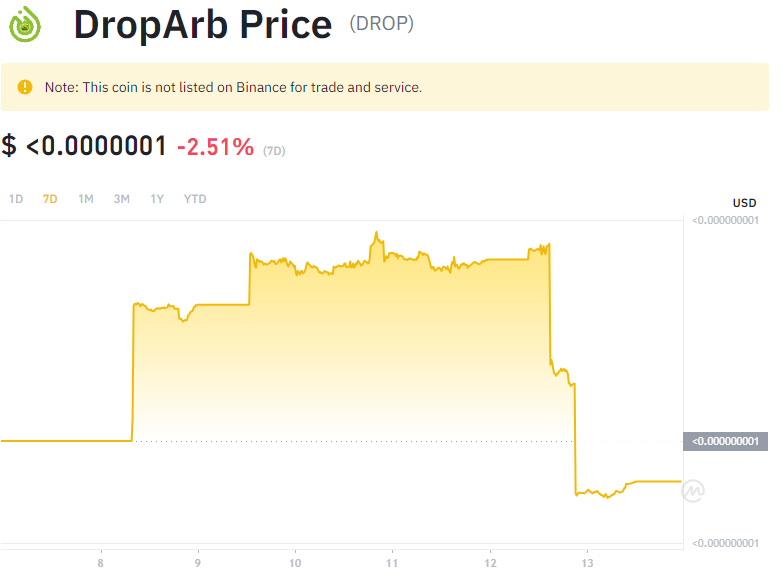 DropArb Price (DROP)
Note: This coin is not listed on Binance for trade and service.
$ <0.0000001 -2.51% (7D)
1D 7D 1M 3M 1Y YTD
USD
<0.000000001
<0.000000001
<0.000000001
8 9 10 11 12 13